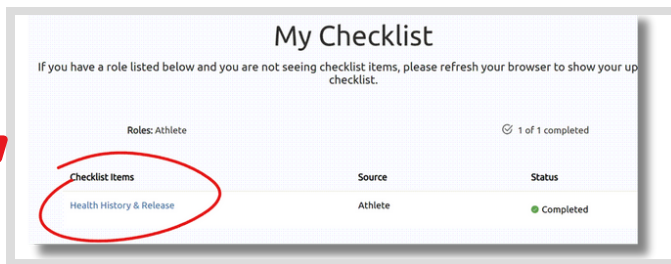 My Checklist
If you have a role listed below and you are not seeing checklist items, please refresh your browser to show your up
checklist.
Roles: Athlete 1 of 1 completed
Checklist Items Source Status
Health History & Release Athlete Completed